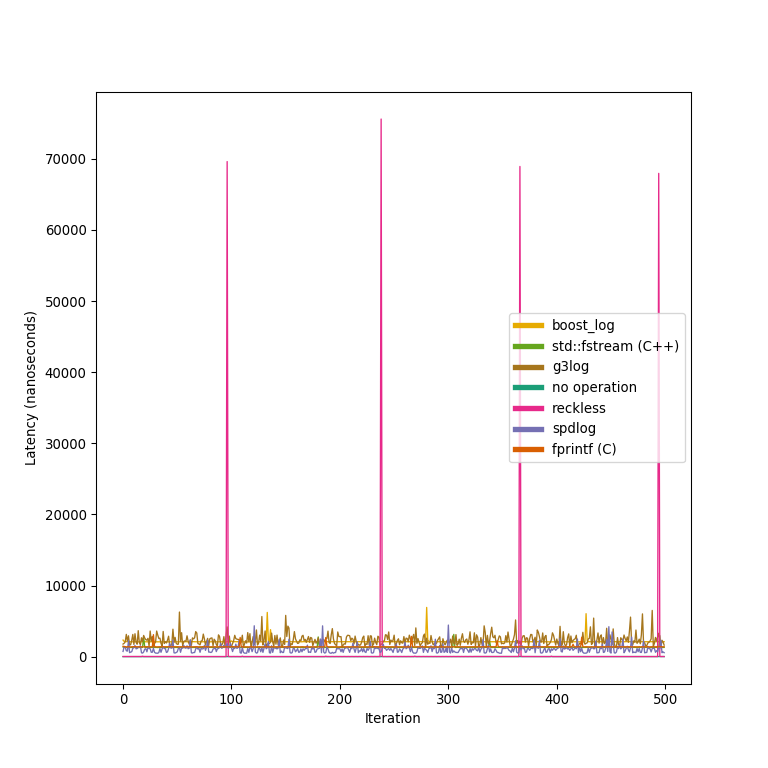 70000
60000
50000
40000
30000
20000
10000
0
Latency (nanoseconds)
boost_log
std::fstream (C++)
g3log
no operation
reckless
spdlog
fprintf (C)
0 100 200 300 400 500
Iteration